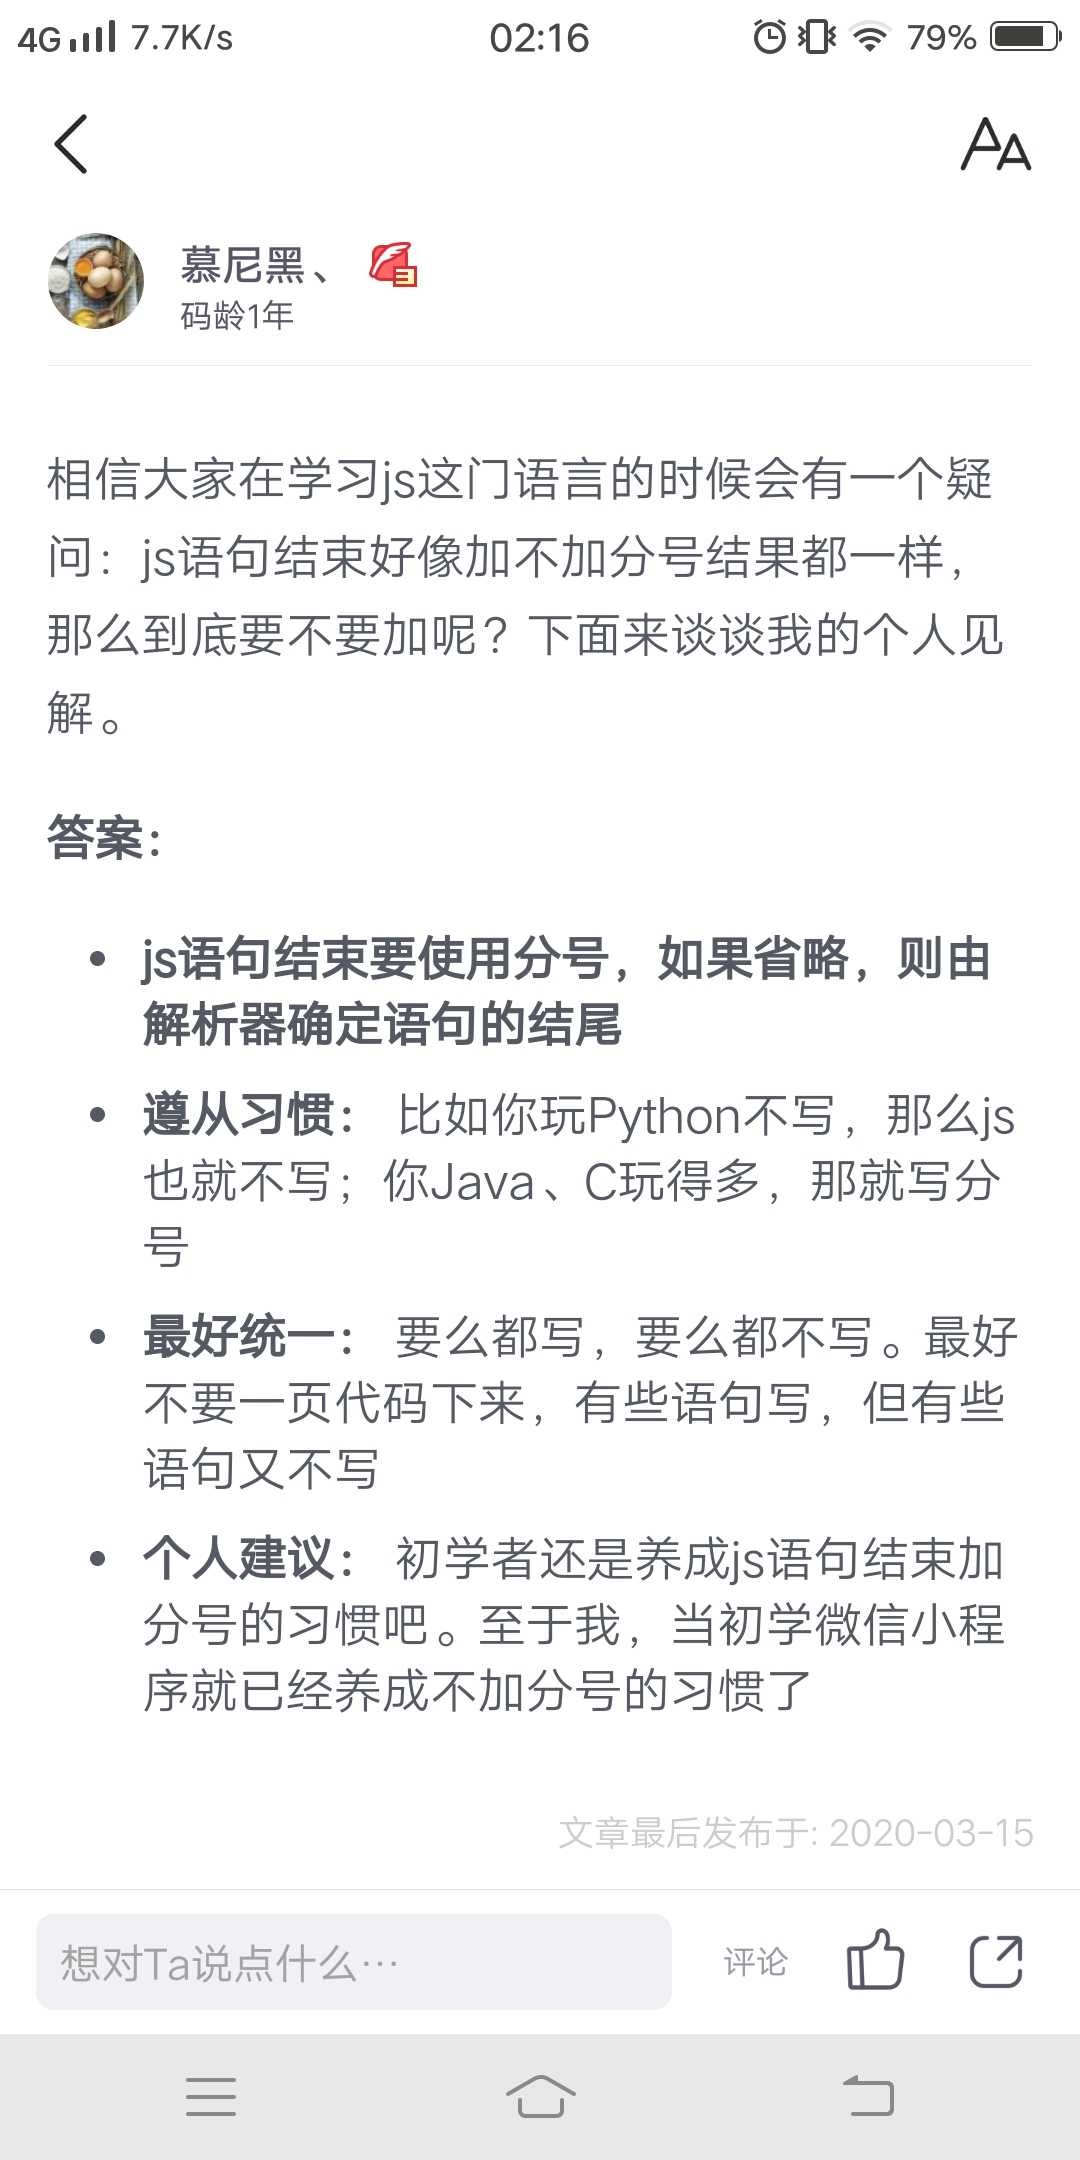 4G 7.7K/s 02:16 79%
AA
慕尼黑、
码龄1年
相信大家在学习js这门语言的时候会有一个疑
问：js语句结束好像加不加分号结果都一样，
那么到底要不要加呢？下面来谈谈我的个人见
解。
答案：
• js语句结束要使用分号，如果省略，则由
解析器确定语句的结尾
• 遵从习惯： 比如你玩Python不写，那么js
也就不写；你Java、C玩得多，那就写分
号
• 最好统一： 要么都写，要么都不写。最好
不要一页代码下来，有些语句写，但有些
语句又不写
• 个人建议： 初学者还是养成js语句结束加
分号的习惯吧。至于我，当初学微信小程
序就已经养成不加分号的习惯了
文章最后发布于: 2020-03-15
想对Ta说点什么… 评论